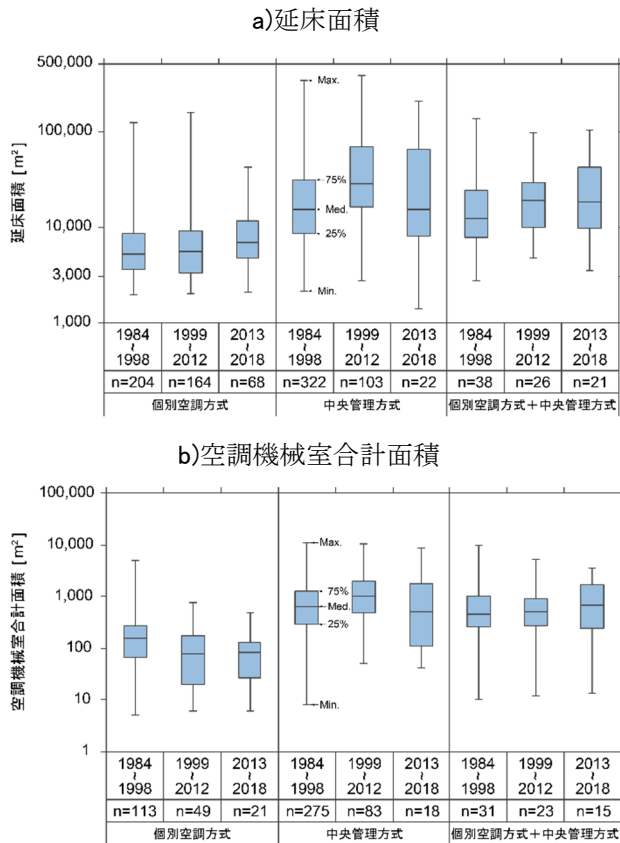 a)延床面積
500,000
100,000
10,000
3,000
1,000
延床面積 [m²]
Max.
75%
Med.
25%
Min.
1984~1998 1999~2012 2013~2018 1984~1998 1999~2012 2013~2018 1984~1998 1999~2012 2013~2018
n=204 n=164 n=68 n=322 n=103 n=22 n=38 n=26 n=21
個別空調方式 中央管理方式 個別空調方式+中央管理方式
b)空調機械室合計面積
100,000
10,000
1,000
100
10
1
空調機械室合計面積 [m²]
Max.
75%
Med.
25%
Min.
1984~1998 1999~2012 2013~2018 1984~1998 1999~2012 2013~2018 1984~1998 1999~2012 2013~2018
n=113 n=49 n=21 n=275 n=83 n=18 n=31 n=23 n=15
個別空調方式 中央管理方式 個別空調方式+中央管理方式